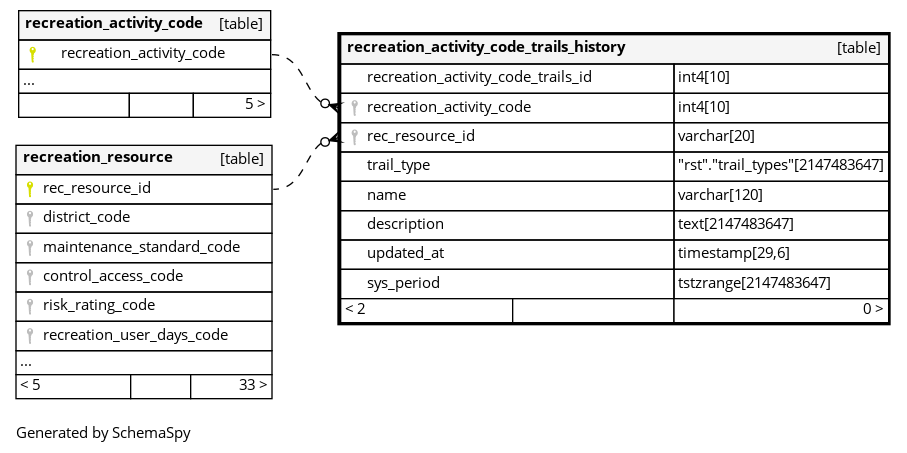 recreation_activity_code [table]
recreation_activity_code
...
5 >
recreation_resource [table]
rec_resource_id
district_code
maintenance_standard_code
control_access_code
risk_rating_code
recreation_user_days_code
...
< 5 33 >
recreation_activity_code_trails_history [table]
recreation_activity_code_trails_id int4[10]
recreation_activity_code int4[10]
rec_resource_id varchar[20]
trail_type "rst"."trail_types"[2147483647]
name varchar[120]
description text[2147483647]
updated_at timestamp[29,6]
sys_period tstzrange[2147483647]
< 2 0 >
Generated by SchemaSpy